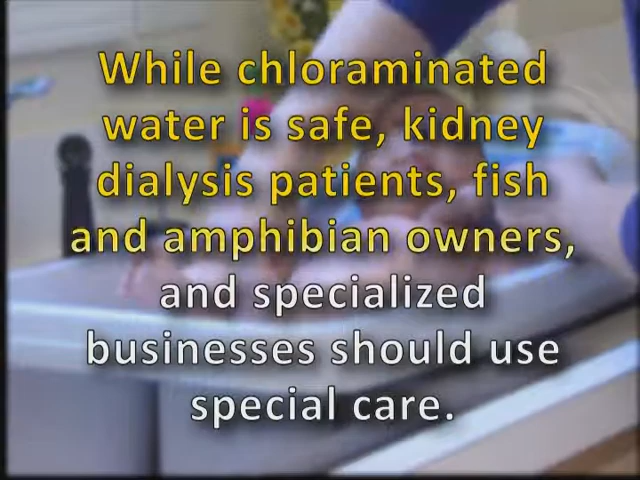 While chloraminated
water is safe, kidney
dialysis patients, fish
and amphibian owners,
and specialized
businesses should use
special care.